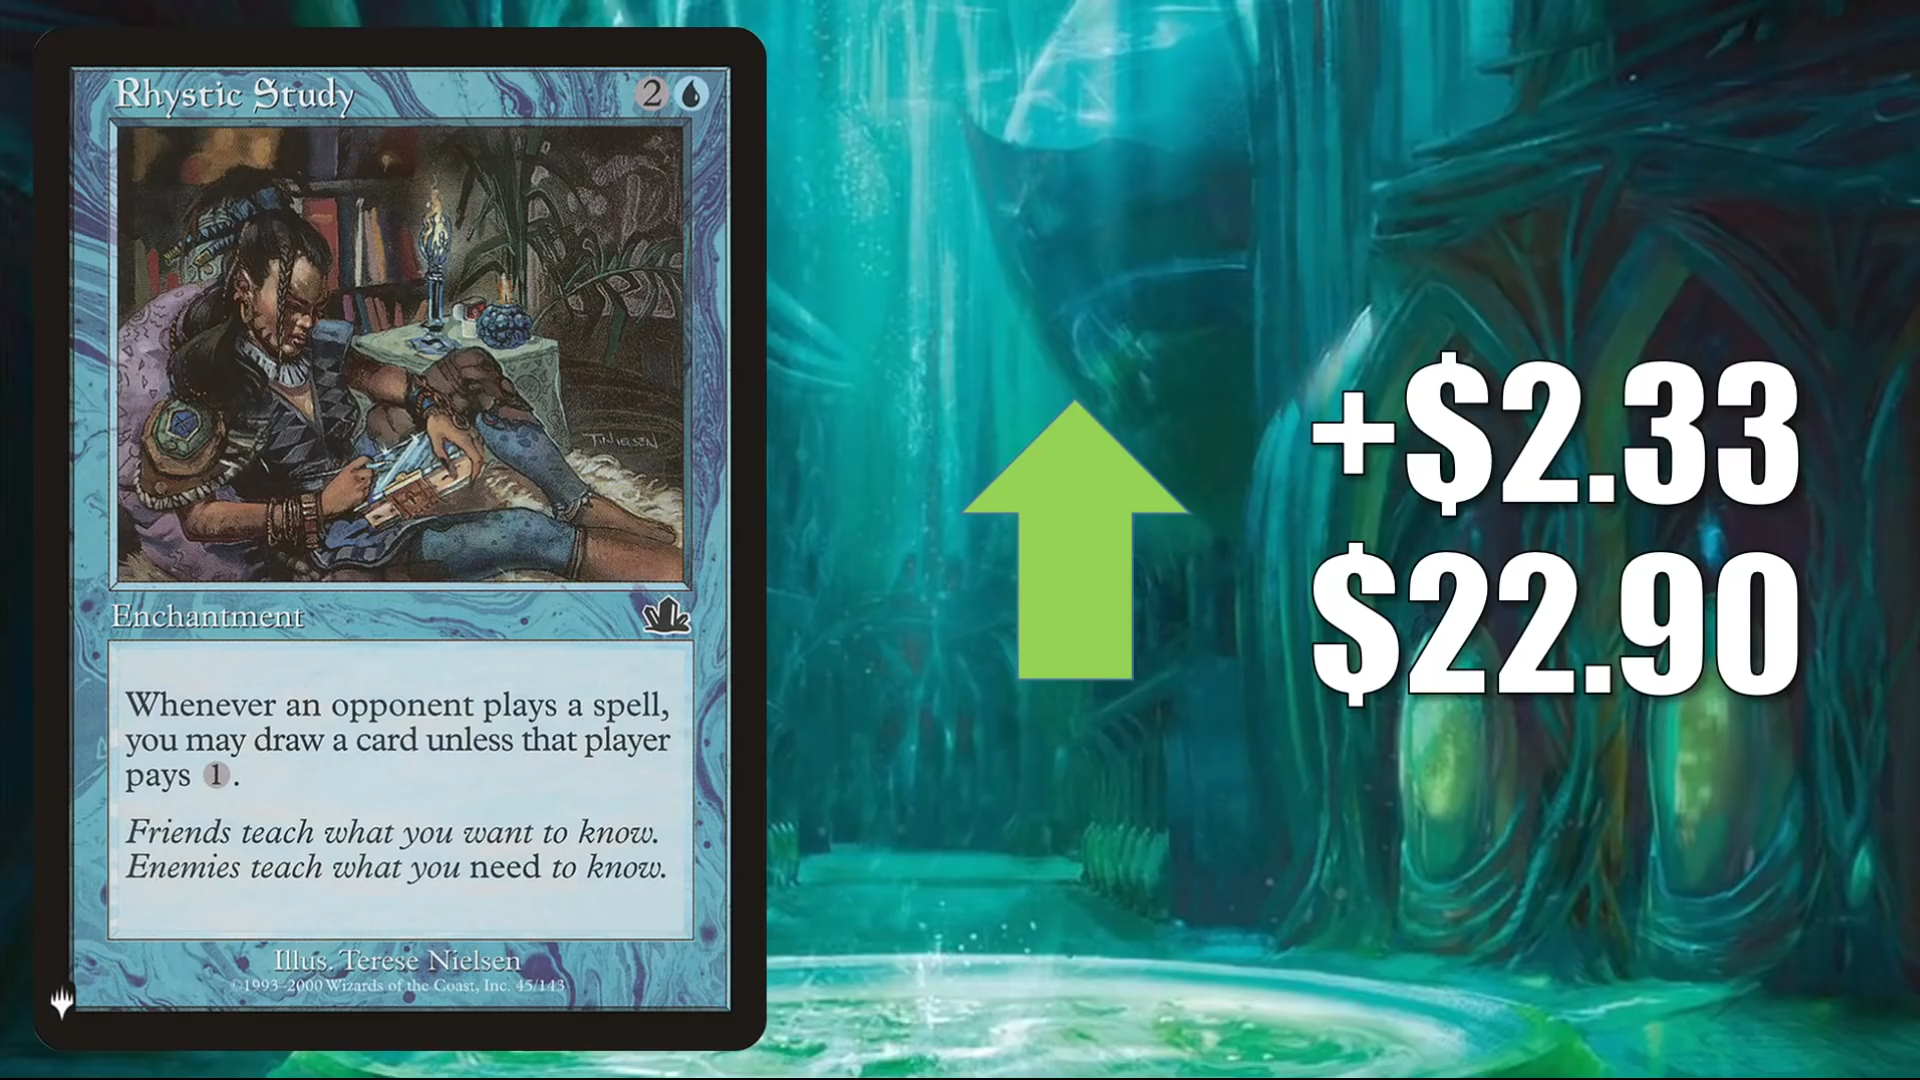 Rhystic Study 2
T. NIELSEN
Enchantment
Whenever an opponent plays a spell,
you may draw a card unless that player
pays 1.
Friends teach what you want to know.
Enemies teach what you need to know.
Illus. Terese Nielsen
©1993–2000 Wizards of the Coast, Inc. 45/143
+$2.33
$22.90